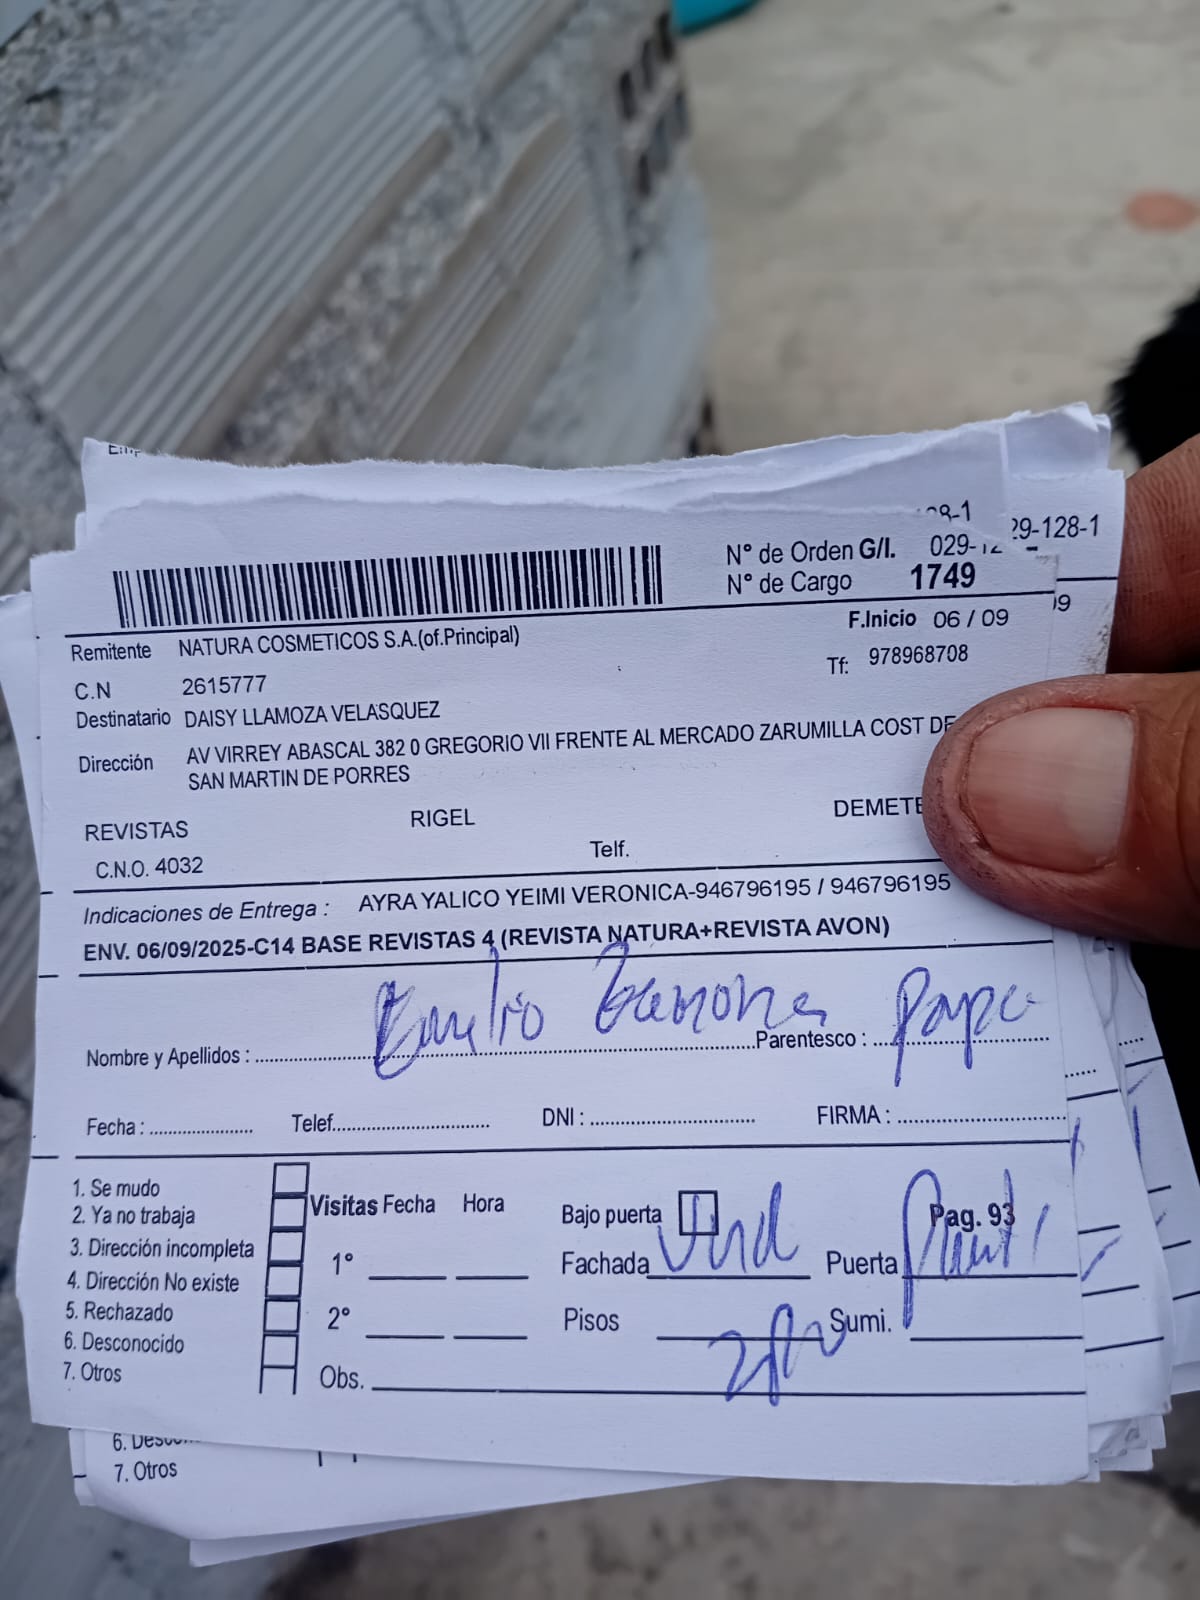 29-128-1
N° de Orden G/I. 029-12
N° de Cargo 1749
Remitente NATURA COSMETICOS S.A.(of.Principal)
F.Inicio 06 / 09
C.N 2615777
Tf: 978968708
Destinatario DAISY LLAMOZA VELASQUEZ
Dirección AV VIRREY ABASCAL 382 0 GREGORIO VII FRENTE AL MERCADO ZARUMILLA COST DE
SAN MARTIN DE PORRES
REVISTAS RIGEL DEMETE
C.N.O. 4032 Telf.
Indicaciones de Entrega : AYRA YALICO YEIMI VERONICA-946796195 / 946796195
ENV. 06/09/2025-C14 BASE REVISTAS 4 (REVISTA NATURA+REVISTA AVON)
Nombre y Apellidos : Emilio Parentesco : Papa
Fecha : Telef. DNI : FIRMA :
1. Se mudo
2. Ya no trabaja
3. Dirección incompleta
4. Dirección No existe
5. Rechazado
6. Desconocido
7. Otros
Visitas Fecha Hora
1°
2°
Obs.
Bajo puerta Pag. 93
Fachada Puerta
Pisos Sumi.
7. Otros